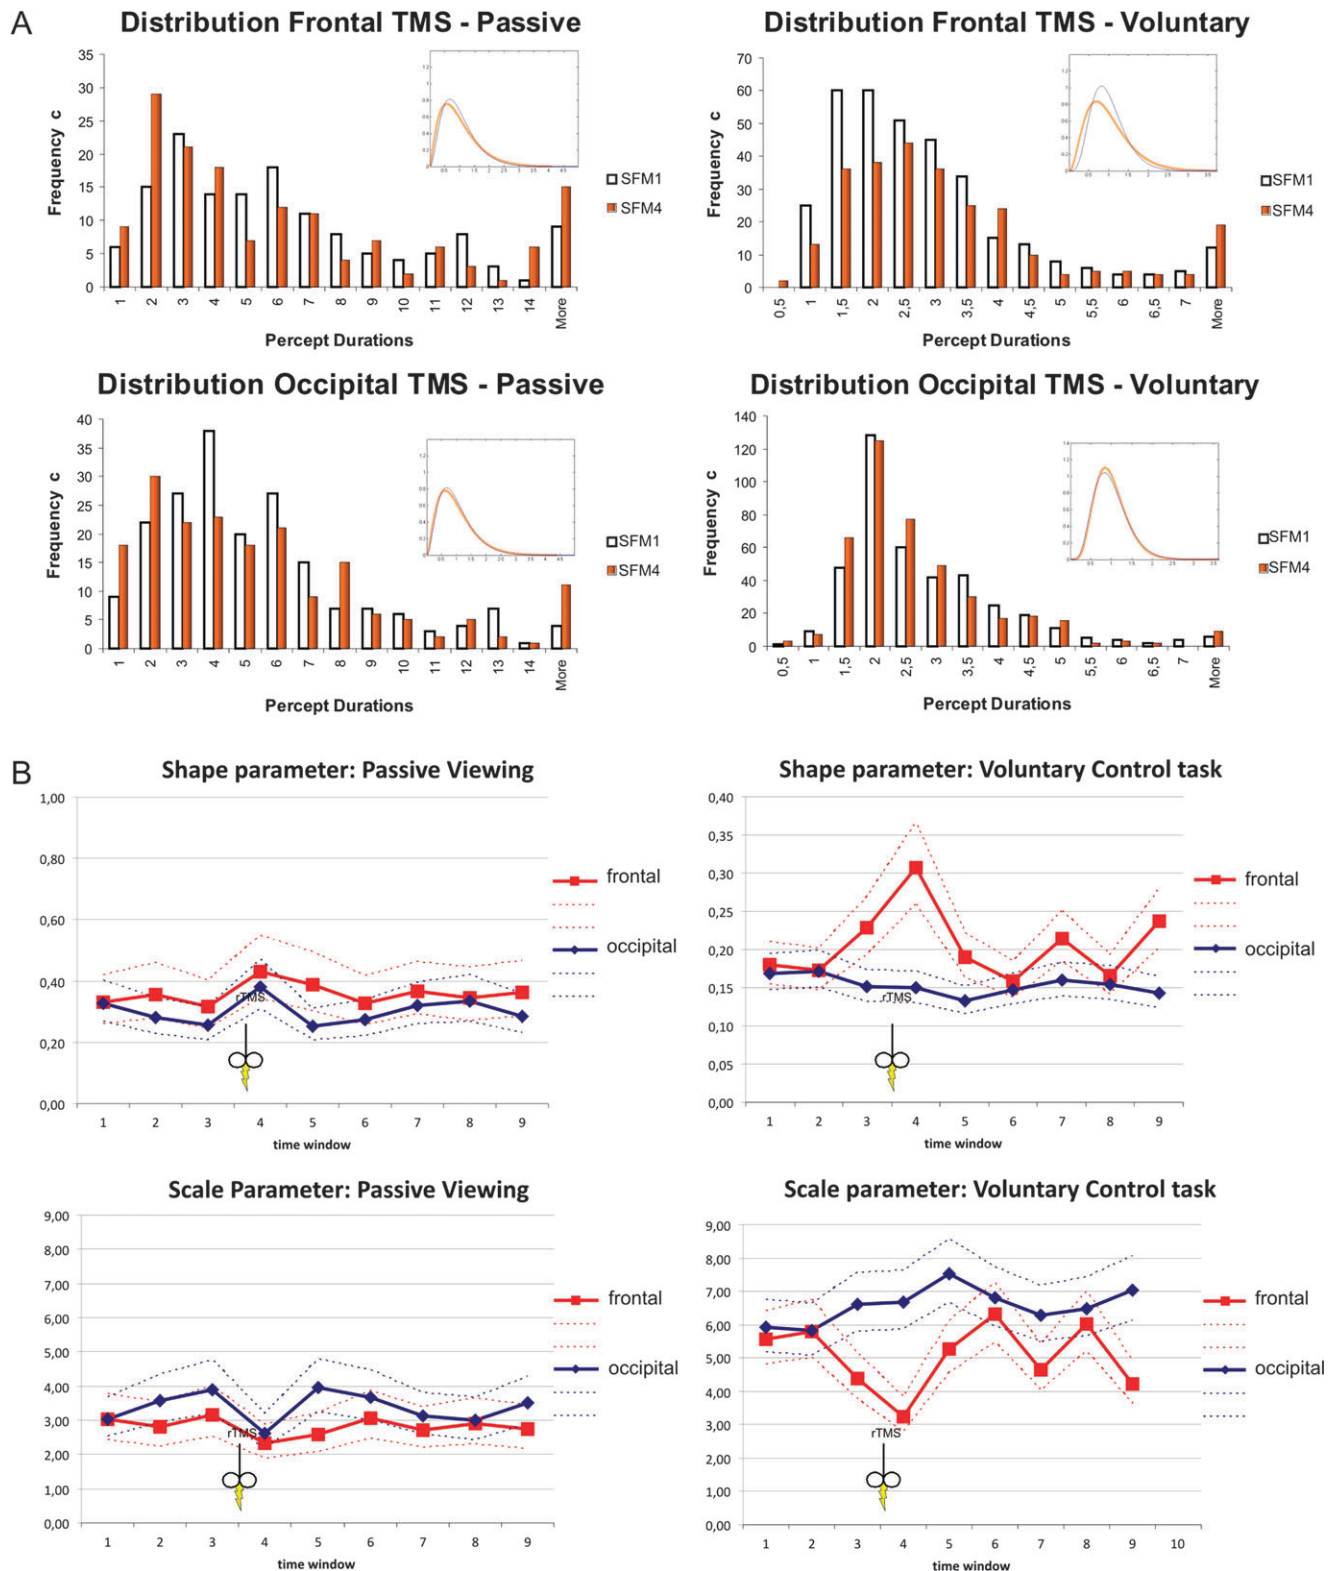 A
Distribution Frontal TMS - Passive
Frequency c
35
30
25
20
15
10
5
0
1 2 3 4 5 6 7 8 9 10 11 12 13 14 More
Percept Durations
SFM1
SFM4
Distribution Frontal TMS - Voluntary
Frequency c
70
60
50
40
30
20
10
0
0,5 1 1,5 2 2,5 3 3,5 4 4,5 5 5,5 6 6,5 7 More
Percept Durations
SFM1
SFM4
Distribution Occipital TMS - Passive
Frequency c
40
35
30
25
20
15
10
5
0
1 2 3 4 5 6 7 8 9 10 11 12 13 14 More
Percept Durations
SFM1
SFM4
Distribution Occipital TMS - Voluntary
Frequency c
140
120
100
80
60
40
20
0
0,5 1 1,5 2 2,5 3 3,5 4 4,5 5 5,5 6 6,5 7 More
Percept Durations
SFM1
SFM4
B
Shape parameter: Passive Viewing
1,00
0,80
0,60
0,40
0,20
0,00
rTMS
1 2 3 4 5 6 7 8 9
time window
frontal
occipital
Shape parameter: Voluntary Control task
0,40
0,35
0,30
0,25
0,20
0,15
0,10
0,05
0,00
rTMS
1 2 3 4 5 6 7 8 9
time window
frontal
occipital
Scale Parameter: Passive Viewing
9,00
8,00
7,00
6,00
5,00
4,00
3,00
2,00
1,00
0,00
rTMS
1 2 3 4 5 6 7 8 9
time window
frontal
occipital
Scale parameter: Voluntary Control task
9,00
8,00
7,00
6,00
5,00
4,00
3,00
2,00
1,00
0,00
rTMS
1 2 3 4 5 6 7 8 9 10
time window
frontal
occipital